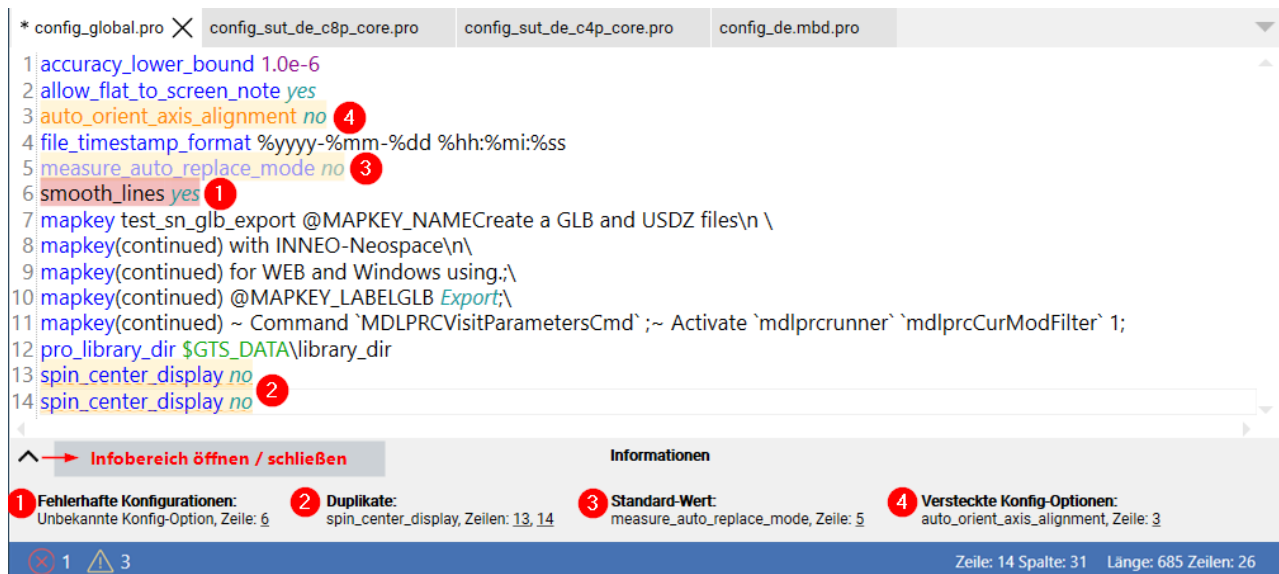 * config_global.pro config_sut_de_c8p_core.pro config_sut_de_c4p_core.pro config_de.mbd.pro
1 accuracy_lower_bound 1.0e-6
2 allow_flat_to_screen_note yes
3 auto_orient_axis_alignment no 4
4 file_timestamp_format %yyyy-%mm-%dd %hh:%mi:%ss
5 measure_auto_replace_mode no 3
6 smooth_lines yes 1
7 mapkey test_sn_glb_export @MAPKEY_NAMECreate a GLB and USDZ files\n \
8 mapkey(continued) with INNEO-Neospace\n\
9 mapkey(continued) for WEB and Windows using.;\
10 mapkey(continued) @MAPKEY_LABELGLB Export;\
11 mapkey(continued) ~ Command `MDLPRCVisitParametersCmd` ;~ Activate `mdlprcrunner` `mdlprcCurModFilter` 1;
12 pro_library_dir $GTS_DATA\library_dir
13 spin_center_display no
2
14 spin_center_display no
Infobereich öffnen / schließen Informationen
1 Fehlerhafte Konfigurationen:
Unbekannte Konfig-Option, Zeile: 6
2 Duplikate:
spin_center_display, Zeilen: 13, 14
3 Standard-Wert:
measure_auto_replace_mode, Zeile: 5
4 Versteckte Konfig-Optionen:
auto_orient_axis_alignment, Zeile: 3
1 3 Zeile: 14 Spalte: 31 Länge: 685 Zeilen: 26